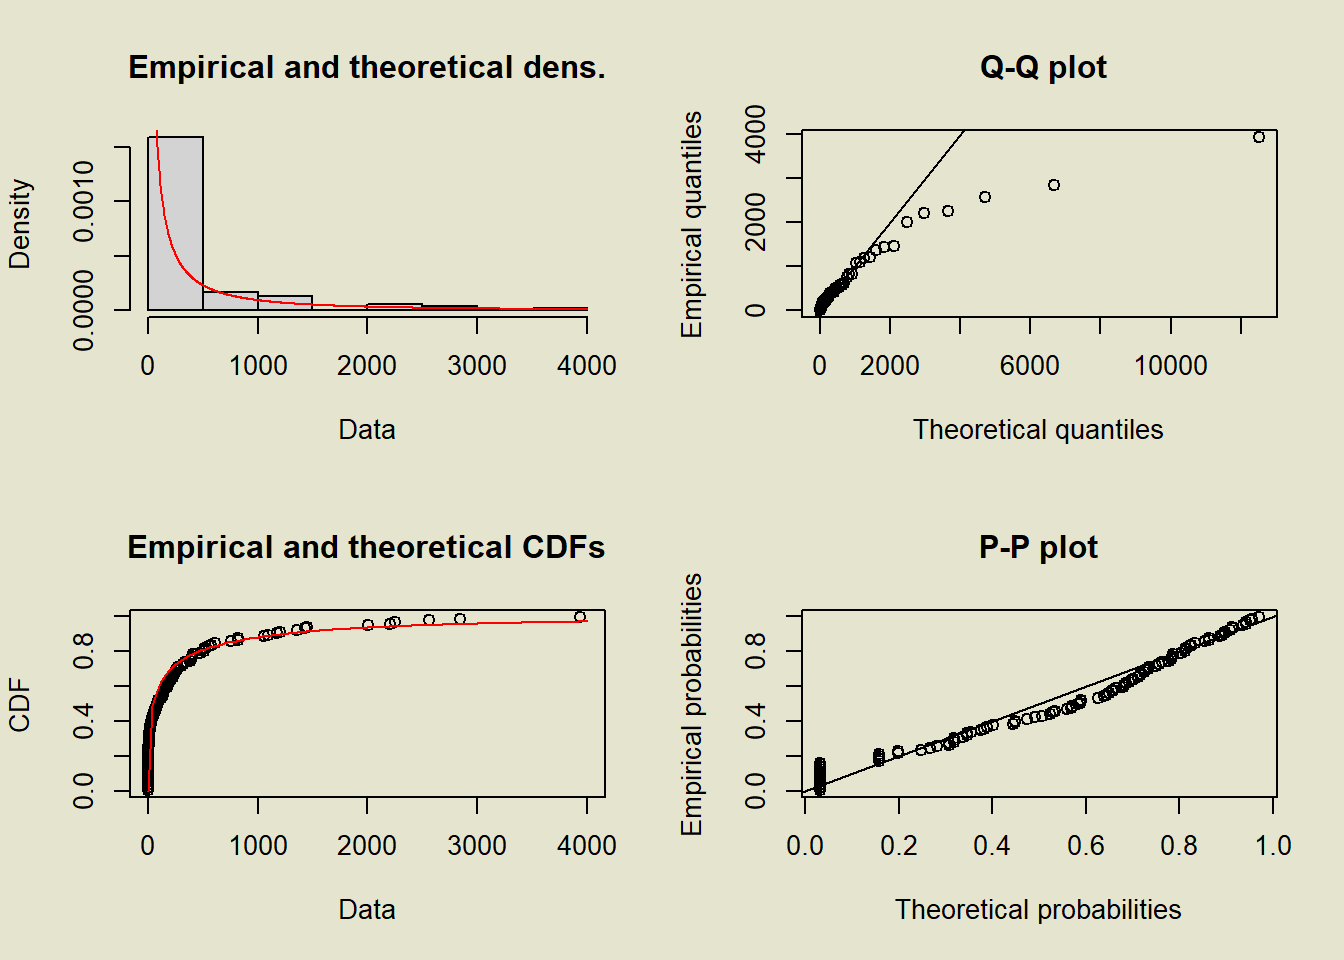 Empirical and theoretical dens.
Density
0.0000 0.0010
0 1000 2000 3000 4000
Data
Q-Q plot
Empirical quantiles
0 2000 4000
0 2000 6000 10000
Theoretical quantiles
Empirical and theoretical CDFs
CDF
0.0 0.4 0.8
0 1000 2000 3000 4000
Data
P-P plot
Empirical probabilities
0.0 0.4 0.8
0.0 0.2 0.4 0.6 0.8 1.0
Theoretical probabilities